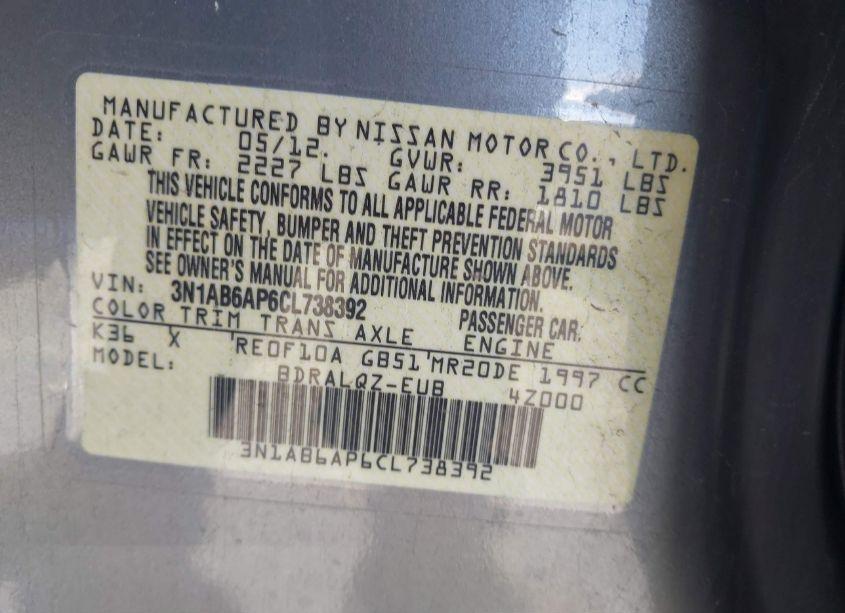 MANUFACTURED BY NISSAN MOTOR CO., LTD.
DATE: 05/12. GVWR: 3951 LBS
GAWR FR: 2227 LBS GAWR RR: 1810 LBS
THIS VEHICLE CONFORMS TO ALL APPLICABLE FEDERAL MOTOR
VEHICLE SAFETY, BUMPER AND THEFT PREVENTION STANDARDS
IN EFFECT ON THE DATE OF MANUFACTURE SHOWN ABOVE.
SEE OWNER'S MANUAL FOR ADDITIONAL INFORMATION.
VIN: 3N1AB6AP6CL738392 PASSENGER CAR
COLOR TRIM TRANS AXLE ENGINE
K36 X RE0F10A GB51 MR20DE 1997 CC
MODEL: BDRALQZ-EUB 4Z000
3N1AB6AP6CL738392